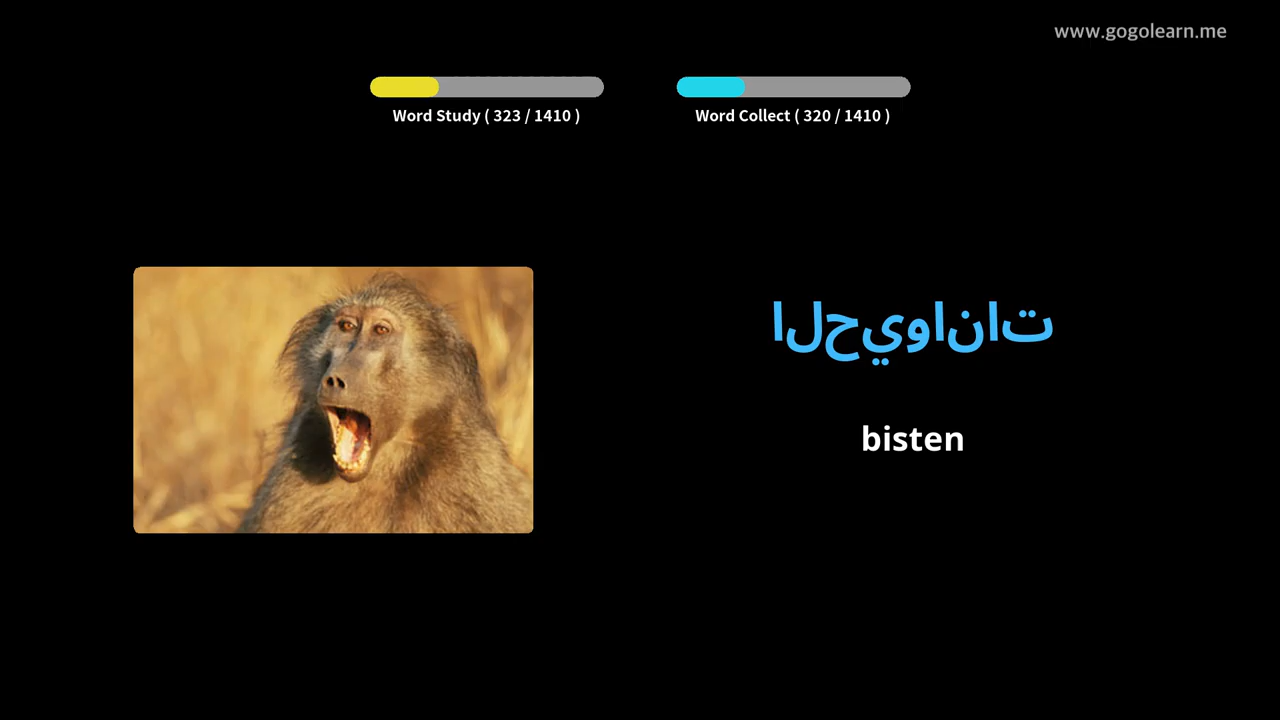 www.gogolearn.me
Word Study ( 323 / 1410 )
Word Collect ( 320 / 1410 )
الحيوانات
bisten